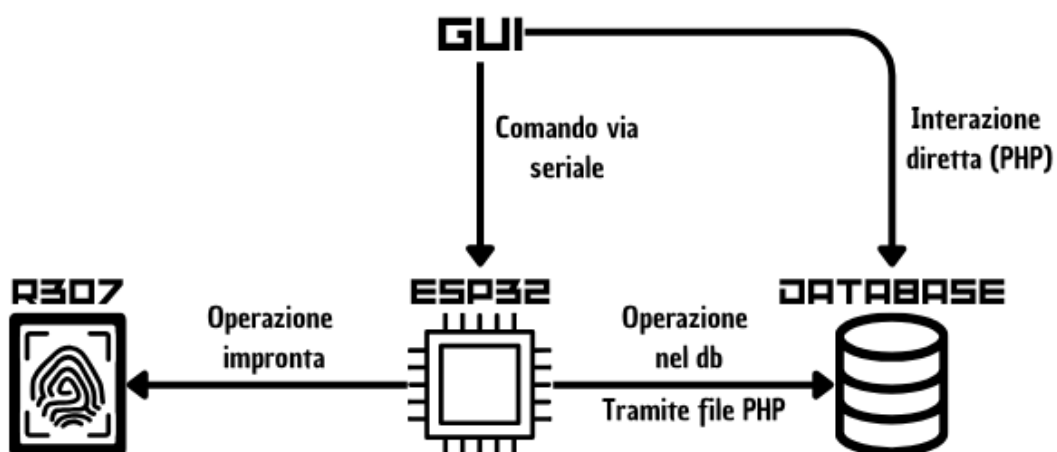 GUI
Comando via
seriale
Interazione
diretta (PHP)
R307
ESP32
DATABASE
Operazione
impronta
Operazione
nel db
Tramite file PHP